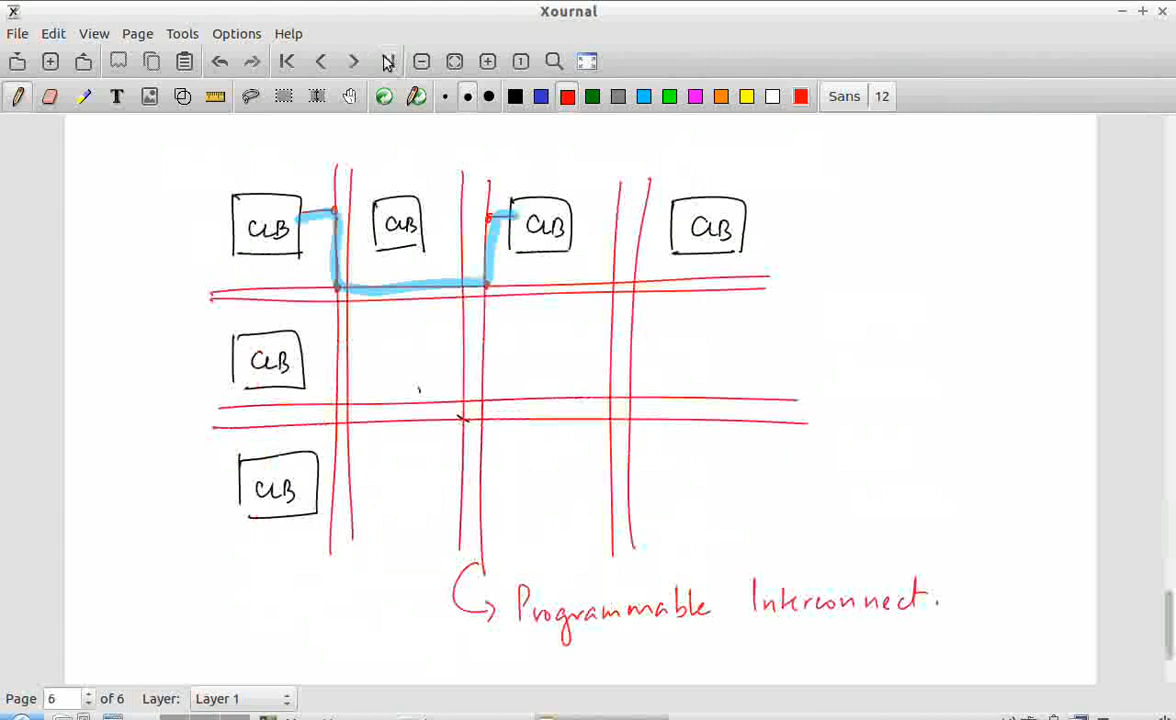 Xournal
File Edit View Page Tools Options Help
Sans 12
CLB CLB CLB CLB
CLB
CLB
Programmable Interconnect.
Page 6 of 6 Layer: Layer 1